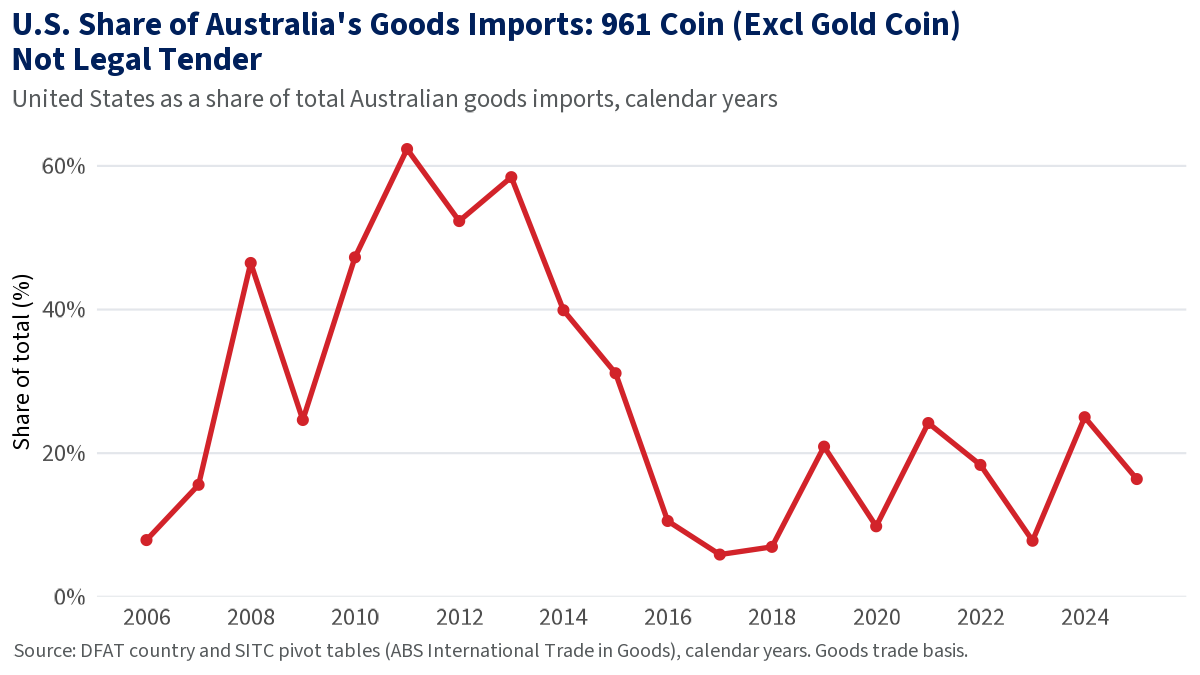 U.S. Share of Australia's Goods Imports: 961 Coin (Excl Gold Coin)
Not Legal Tender
United States as a share of total Australian goods imports, calendar years
Share of total (%)
60%
40%
20%
0%
2006 2008 2010 2012 2014 2016 2018 2020 2022 2024
Source: DFAT country and SITC pivot tables (ABS International Trade in Goods), calendar years. Goods trade basis.